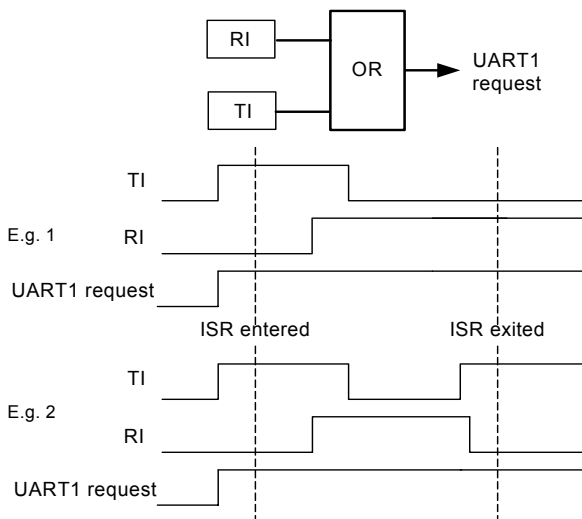 RI
OR
UART1
request
TI
TI
E.g. 1
RI
UART1 request
ISR entered
ISR exited
TI
E.g. 2
RI
UART1 request